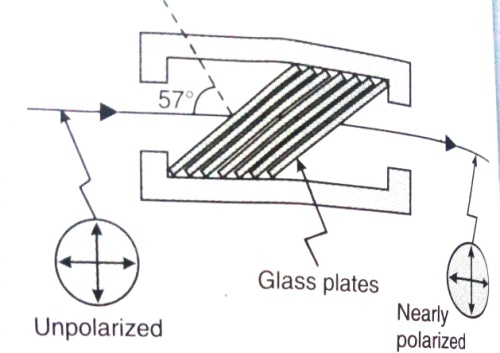 57°
Glass plates
Unpolarized
Nearly
polarized